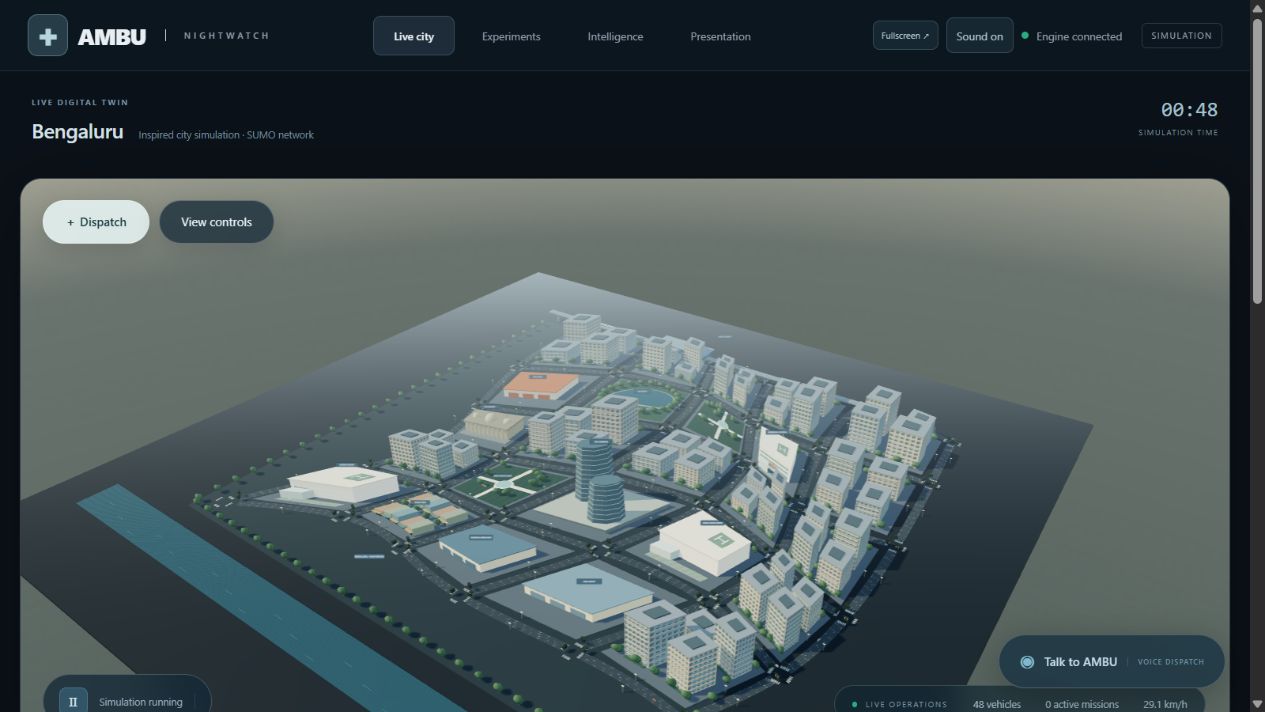 AMBU | NIGHTWATCH
Live city
Experiments
Intelligence
Presentation
Fullscreen ↗
Sound on
Engine connected
SIMULATION
LIVE DIGITAL TWIN
Bengaluru
Inspired city simulation · SUMO network
00:48
SIMULATION TIME
+ Dispatch
View controls
H
H
H
Talk to AMBU | VOICE DISPATCH
Simulation running
LIVE OPERATIONS
48 vehicles
0 active missions
29.1 km/h